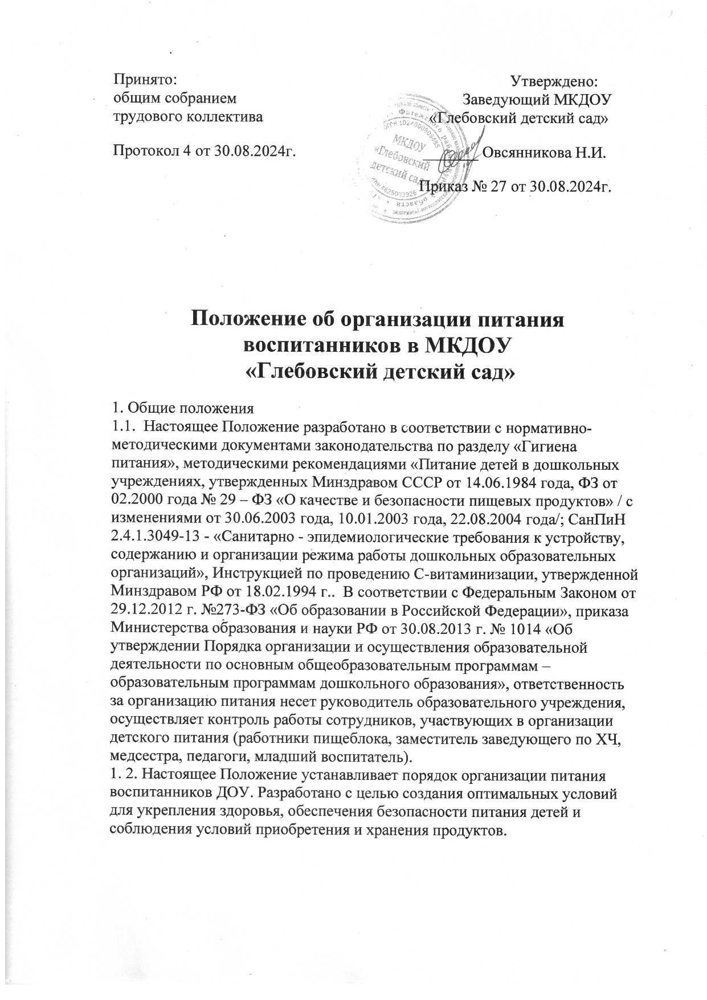 Принято:
общим собранием
трудового коллектива
Протокол 4 от 30.08.2024г.
Утверждено:
Заведующий МКДОУ
«Глебовский детский сад»
Овсянникова Н.И.
Приказ № 27 от 30.08.2024г.
МКДОУ
«Глебовский
детский сад»
Положение об организации питания
воспитанников в МКДОУ
«Глебовский детский сад»
1. Общие положения
1.1. Настоящее Положение разработано в соответствии с нормативно-
методическими документами законодательства по разделу «Гигиена
питания», методическими рекомендациями «Питание детей в дошкольных
учреждениях, утвержденных Минздравом СССР от 14.06.1984 года, ФЗ от
02.2000 года № 29 – ФЗ «О качестве и безопасности пищевых продуктов» / с
изменениями от 30.06.2003 года, 10.01.2003 года, 22.08.2004 года/; СанПиН
2.4.1.3049-13 - «Санитарно - эпидемиологические требования к устройству,
содержанию и организации режима работы дошкольных образовательных
организаций», Инструкцией по проведению С-витаминизации, утвержденной
Минздравом РФ от 18.02.1994 г.. В соответствии с Федеральным Законом от
29.12.2012 г. №273-ФЗ «Об образовании в Российской Федерации», приказа
Министерства образования и науки РФ от 30.08.2013 г. № 1014 «Об
утверждении Порядка организации и осуществления образовательной
деятельности по основным общеобразовательным программам –
образовательным программам дошкольного образования», ответственность
за организацию питания несет руководитель образовательного учреждения,
осуществляет контроль работы сотрудников, участвующих в организации
детского питания (работники пищеблока, заместитель заведующего по ХЧ,
медсестра, педагоги, младший воспитатель).
1. 2. Настоящее Положение устанавливает порядок организации питания
воспитанников ДОУ. Разработано с целью создания оптимальных условий
для укрепления здоровья, обеспечения безопасности питания детей и
соблюдения условий приобретения и хранения продуктов.